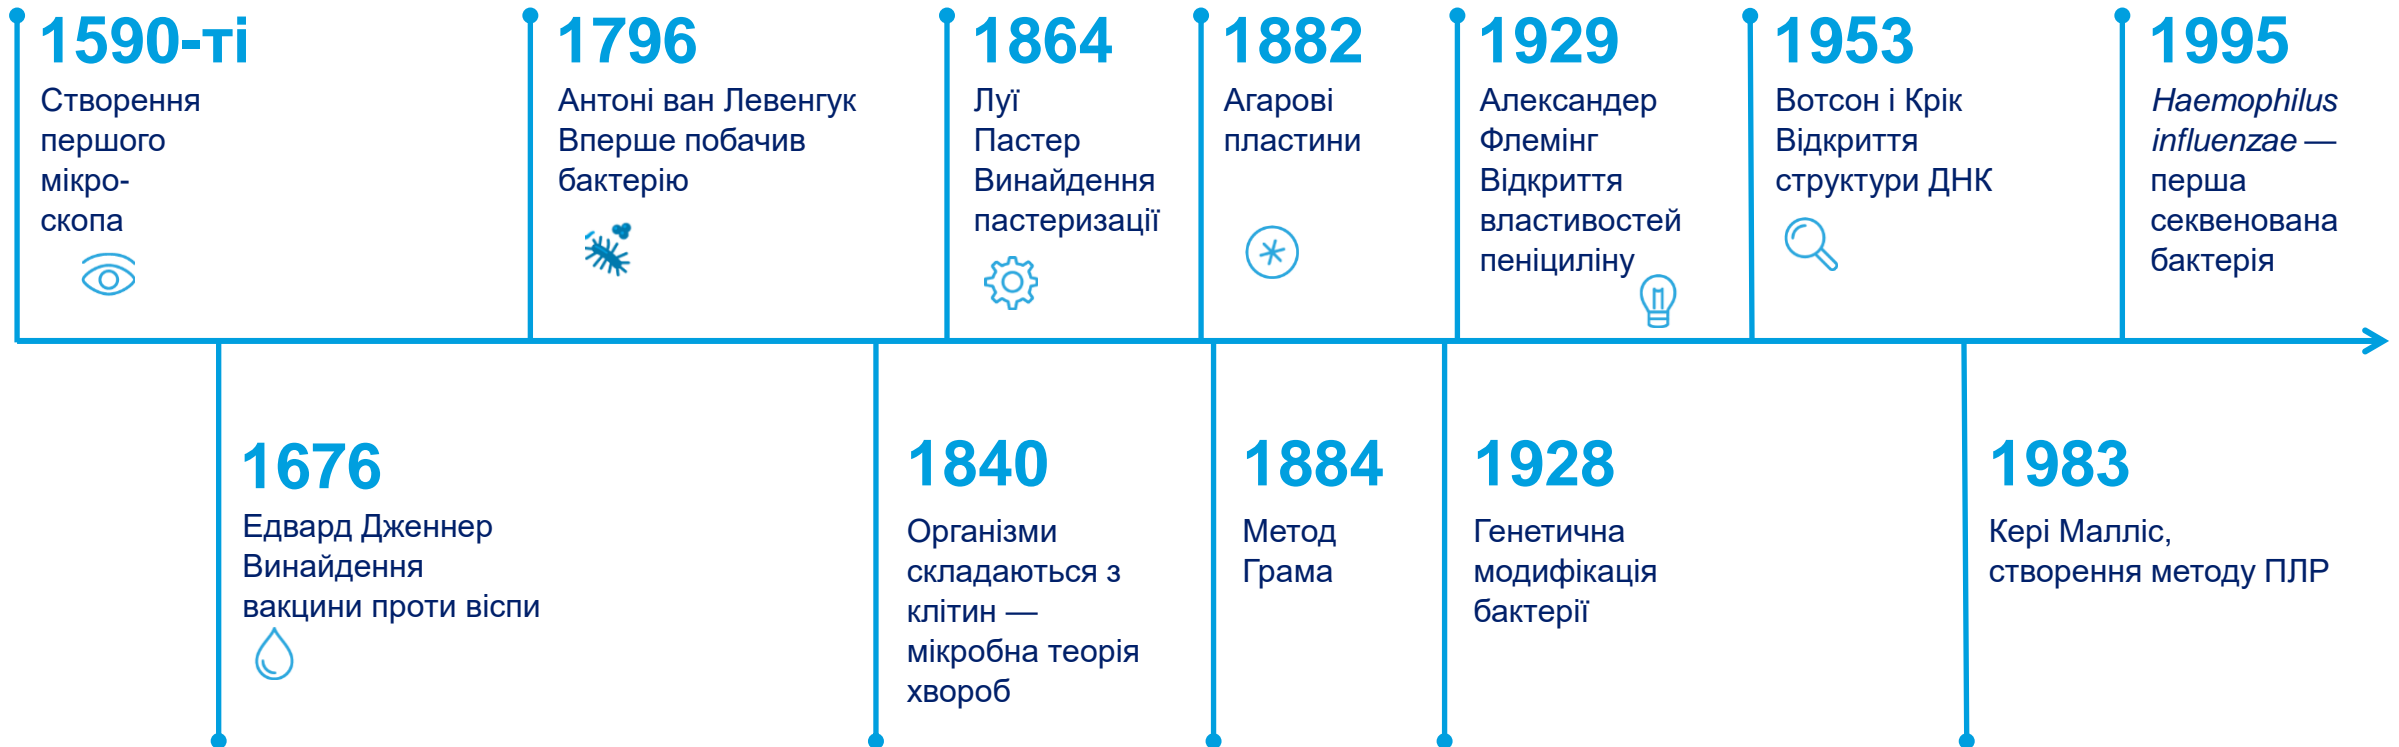 1590-ті
Створення
першого
мікро-
скопа
1796
Антоні ван Левенгук
Вперше побачив
бактерію
1864
Луї
Пастер
Винайдення
пастеризації
1882
Агарові
пластини
1929
Александер
Флемінг
Відкриття
властивостей
пеніциліну
1953
Вотсон і Крік
Відкриття
структури ДНК
1995
Haemophilus
influenzae —
перша
секвенована
бактерія
1676
Едвард Дженнер
Винайдення
вакцини проти віспи
1840
Організми
складаються з
клітин —
мікробна теорія
хвороб
1884
Метод
Грама
1928
Генетична
модифікація
бактерії
1983
Кері Малліс,
створення методу ПЛР